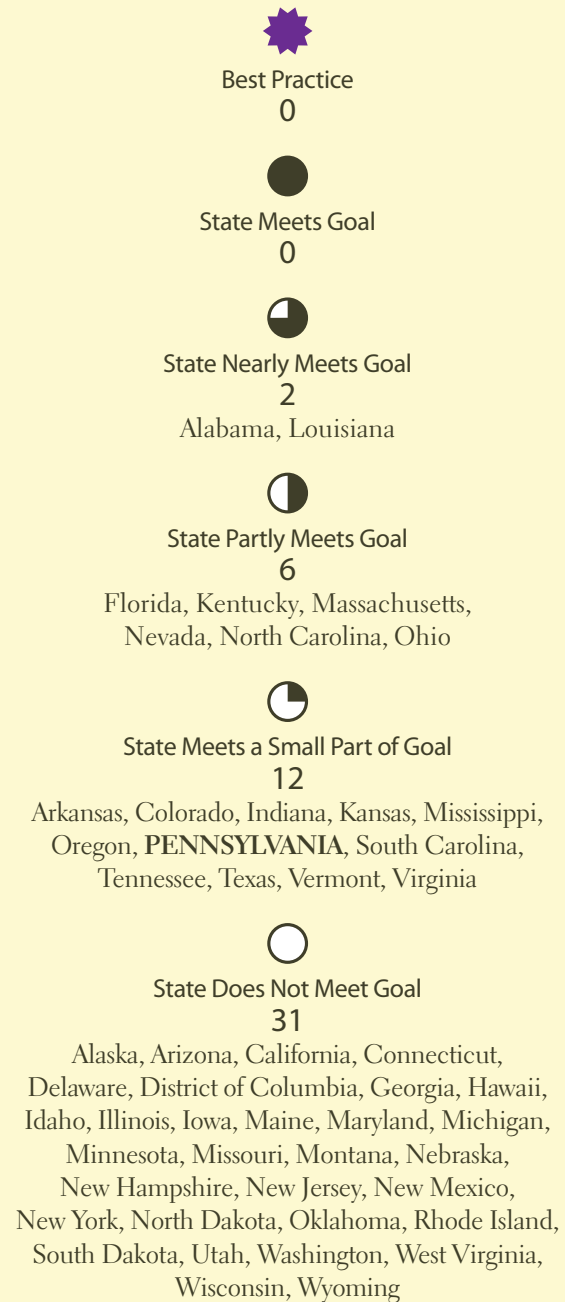 Best Practice
0
State Meets Goal
0
State Nearly Meets Goal
2
Alabama, Louisiana
State Partly Meets Goal
6
Florida, Kentucky, Massachusetts,
Nevada, North Carolina, Ohio
State Meets a Small Part of Goal
12
Arkansas, Colorado, Indiana, Kansas, Mississippi,
Oregon, PENNSYLVANIA, South Carolina,
Tennessee, Texas, Vermont, Virginia
State Does Not Meet Goal
31
Alaska, Arizona, California, Connecticut,
Delaware, District of Columbia, Georgia, Hawaii,
Idaho, Illinois, Iowa, Maine, Maryland, Michigan,
Minnesota, Missouri, Montana, Nebraska,
New Hampshire, New Jersey, New Mexico,
New York, North Dakota, Oklahoma, Rhode Island,
South Dakota, Utah, Washington, West Virginia,
Wisconsin, Wyoming